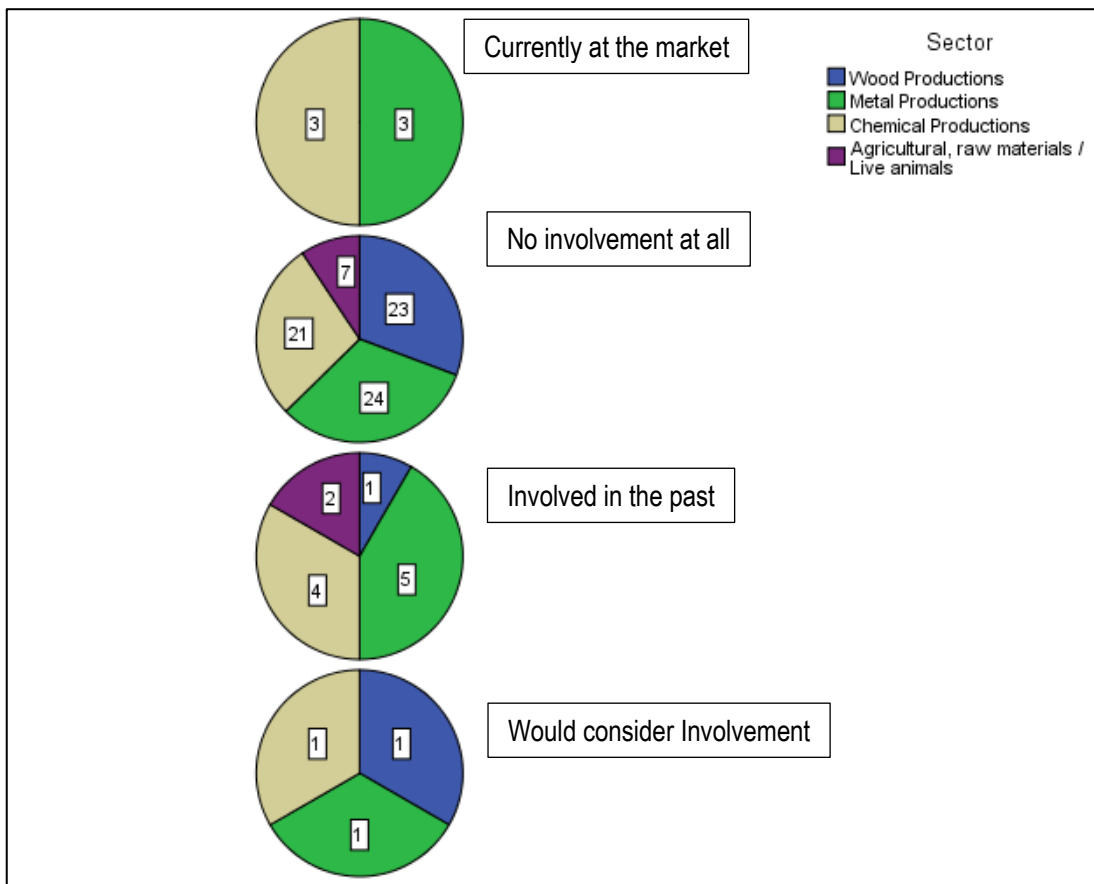 Currently at the market
Sector
Wood Productions
Metal Productions
Chemical Productions
Agricultural, raw materials /
Live animals
3
3
No involvement at all
7
23
21
24
Involved in the past
2
1
4
5
Would consider Involvement
1
1
1